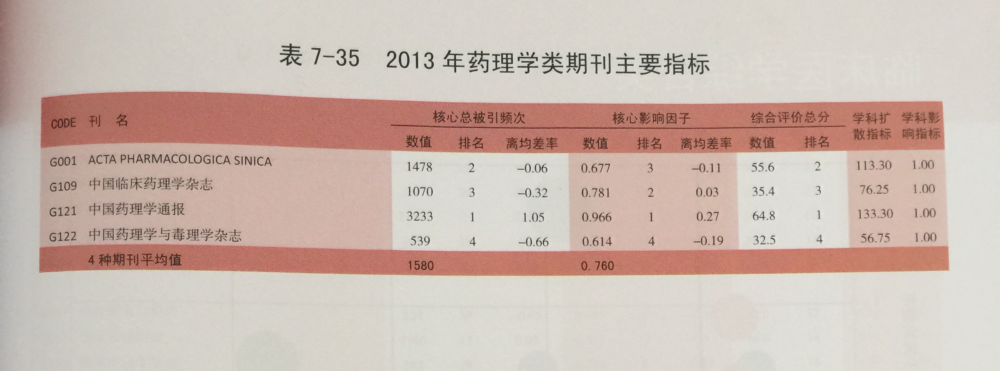 表 7-35 2013 年药理学类期刊主要指标
CODE 刊 名 核心总被引频次 核心影响因子 综合评价总分 学科扩散指标 学科影响指标
数值 排名 离均差率 数值 排名 离均差率 数值 排名
G001 ACTA PHARMACOLOGICA SINICA 1478 2 -0.06 0.677 3 -0.11 55.6 2 113.30 1.00
G109 中国临床药理学杂志 1070 3 -0.32 0.781 2 0.03 35.4 3 76.25 1.00
G121 中国药理学通报 3233 1 1.05 0.966 1 0.27 64.8 1 133.30 1.00
G122 中国药理学与毒理学杂志 539 4 -0.66 0.614 4 -0.19 32.5 4 56.75 1.00
4 种期刊平均值 1580 0.760